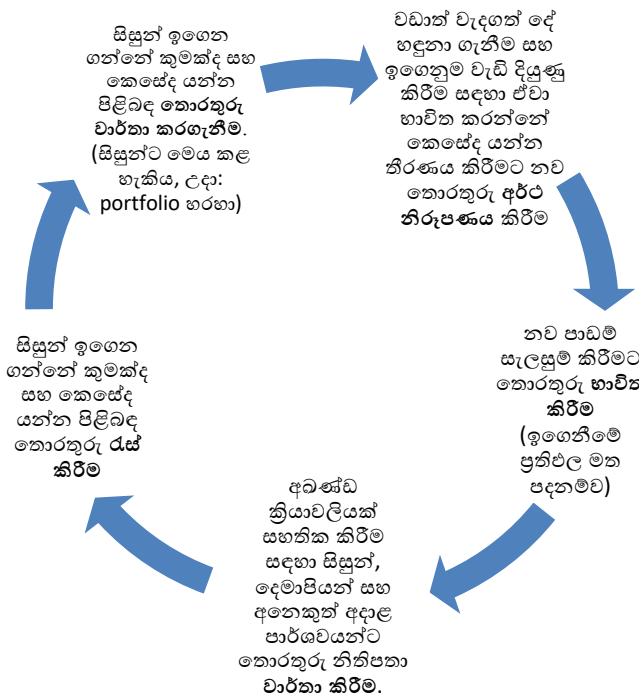 සිසුන් ඉගෙන
ගන්නේ කුමක්ද සහ
කෙසේද යන්න
පිළිබඳ තොරතුරු
වාර්තා කරගැනීම.
(සිසුන්ට මෙය කළ
හැකිය, උදා:
portfolio හරහා)
වඩාත් වැදගත් දේ
හඳුනා ගැනීම සහ
ඉගෙනුම වැඩි දියුණු
කිරීම සඳහා ඒවා
භාවිත කරන්නේ
කෙසේද යන්න
තීරණය කිරීමට නව
තොරතුරු අර්ථ
නිරූපණය කිරීම
නව පාඩම්
සැලසුම් කිරීමට
තොරතුරු භාවිත
කිරීම
(ඉගෙනීමේ
ප්‍රතිඵල මත
පදනම්ව)
අඛණ්ඩ
ක්‍රියාවලියක්
සහතික කිරීම
සඳහා සිසුන්,
දෙමාපියන් සහ
අනෙකුත් අදාළ
පාර්ශවයන්ට
තොරතුරු නිතිපතා
වාර්තා කිරීම.
සිසුන් ඉගෙන
ගන්නේ කුමක්ද
සහ කෙසේද
යන්න පිළිබඳ
තොරතුරු රැස්
කිරීම